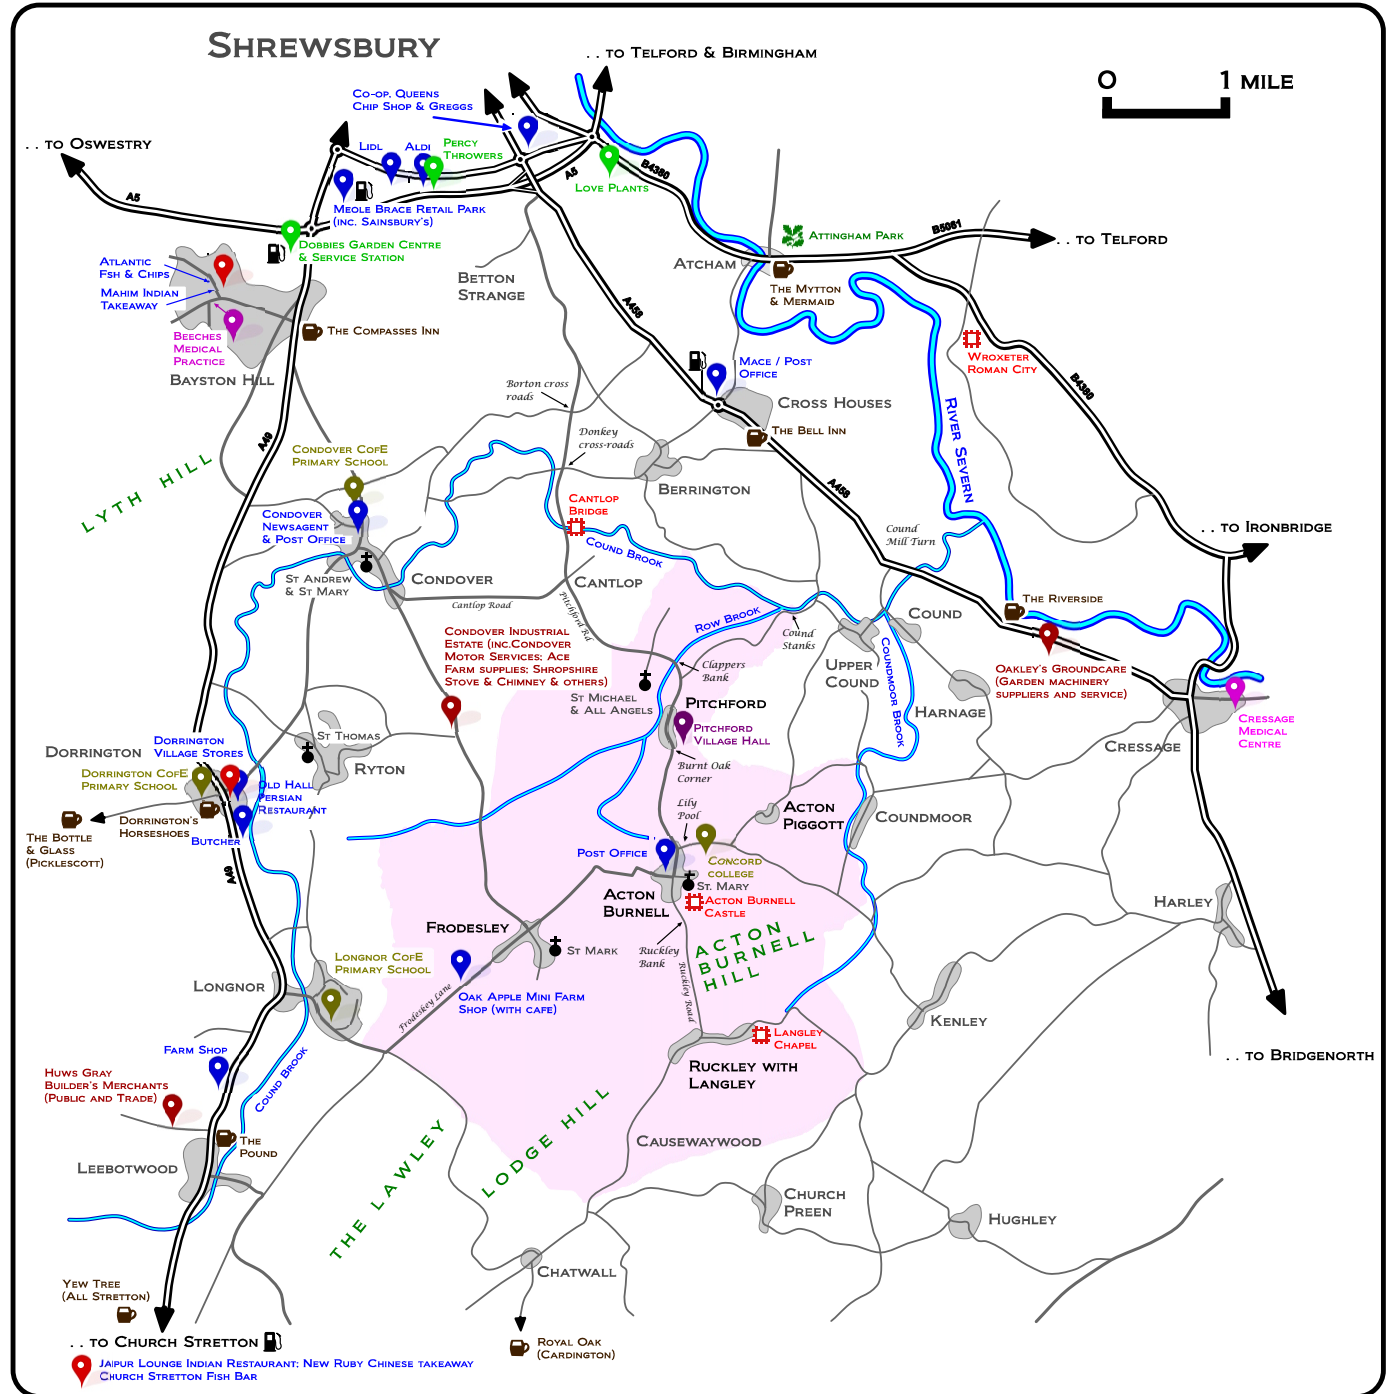 SHREWSBURY
. . to Telford & Birmingham
0 1 mile
. . to Oswestry
Co-op, Queens
Chip Shop & Greggs
Lidl
Aldi
Percy
Throwers
A5
A5
B4380
Love Plants
Meole Brace Retail Park
(inc. Sainsbury's)
Dobbies Garden Centre
& Service Station
Attingham Park
B5061
. . to Telford
Atlantic
Fsh & Chips
Mahim Indian
Takeaway
Beeches
Medical
Practice
Bayston Hill
The Compasses Inn
Betton
Strange
Atcham
The Mytton
& Mermaid
A458
Wroxeter
Roman City
B4380
Mace / Post
Office
Cross Houses
The Bell Inn
Borton cross
roads
Donkey
cross-roads
River Severn
A49
Lyth Hill
Condover CofE
Primary School
Condover
Newsagent
& Post Office
Berrington
A458
Cantlop
Bridge
Cound Brook
Cound
Mill Turn
. . to Ironbridge
St Andrew
& St Mary
Condover
Cantlop
Cantlop Road
Pitchford Rd
Row Brook
The Riverside
Cound
Cound
Stanks
Condover Industrial
Estate (inc.Condover
Motor Services; Ace
Farm supplies; Shropshire
Stove & Chimney & others)
Clappers
Bank
Upper
Cound
Coundmoor Brook
Oakley's Groundcare
(Garden machinery
suppliers and service)
St Michael
& All Angels
Pitchford
Pitchford
Village Hall
Harnage
Cressage
Cressage
Medical
Centre
Dorrington
Dorrington
Village Stores
St Thomas
Ryton
Dorrington CofE
Primary School
Old Hall
Persian
Restaurant
Burnt Oak
Corner
Dorrington's
Horseshoes
Butcher
The Bottle
& Glass
(Picklescott)
Lily
Pool
Acton
Piggott
Coundmoor
A49
Post Office
Concord
college
St. Mary
Acton
Burnell
Acton Burnell
Castle
Harley
Frodesley
St Mark
Ruckley
Bank
Acton
Burnell
Hill
Longnor CofE
Primary School
Longnor
Oak Apple Mini Farm
Shop (with cafe)
Frodeskey Lane
Ruckley Road
Kenley
Langley
Chapel
Farm Shop
Cound Brook
Huws Gray
Builder's Merchants
(Public and Trade)
Ruckley with
Langley
. . to Bridgenorth
The
Pound
Leebotwood
Causewaywood
The Lawley
Lodge Hill
Church
Preen
Hughley
Chatwall
Yew Tree
(All Stretton)
. . to Church Stretton
Royal Oak
(Cardington)
Jaipur Lounge Indian Restaurant; New Ruby Chinese takeaway
Church Stretton Fish Bar